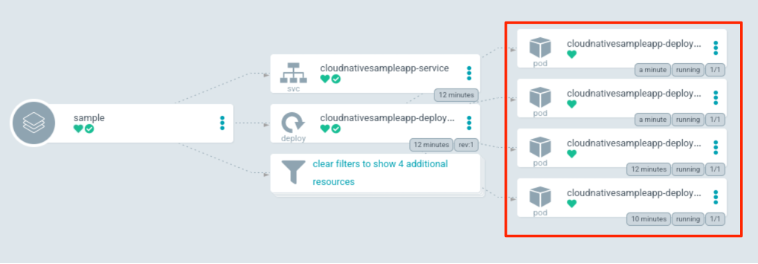 sample
cloudnativesampleapp-service
svc
12 minutes
cloudnativesampleapp-deploy...
deploy
12 minutes
rev:1
clear filters to show 4 additional
resources
cloudnativesampleapp-deploy...
pod
a minute
running
1/1
cloudnativesampleapp-deploy...
pod
a minute
running
1/1
cloudnativesampleapp-deploy...
pod
12 minutes
running
1/1
cloudnativesampleapp-deploy...
pod
10 minutes
running
1/1